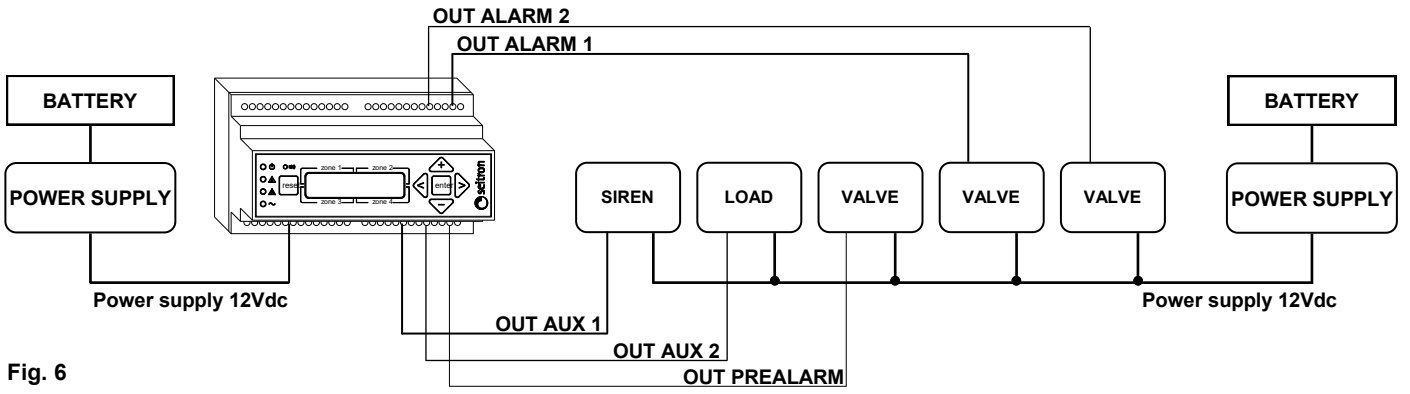 OUT ALARM 2
OUT ALARM 1
BATTERY
BATTERY
zone 1 zone 2
POWER SUPPLY
rese
enter
seitron
SIREN
LOAD
VALVE
VALVE
VALVE
POWER SUPPLY
zone 3 zone 4
Power supply 12Vdc
Power supply 12Vdc
OUT AUX 1
OUT AUX 2
Fig. 6
OUT PREALARM